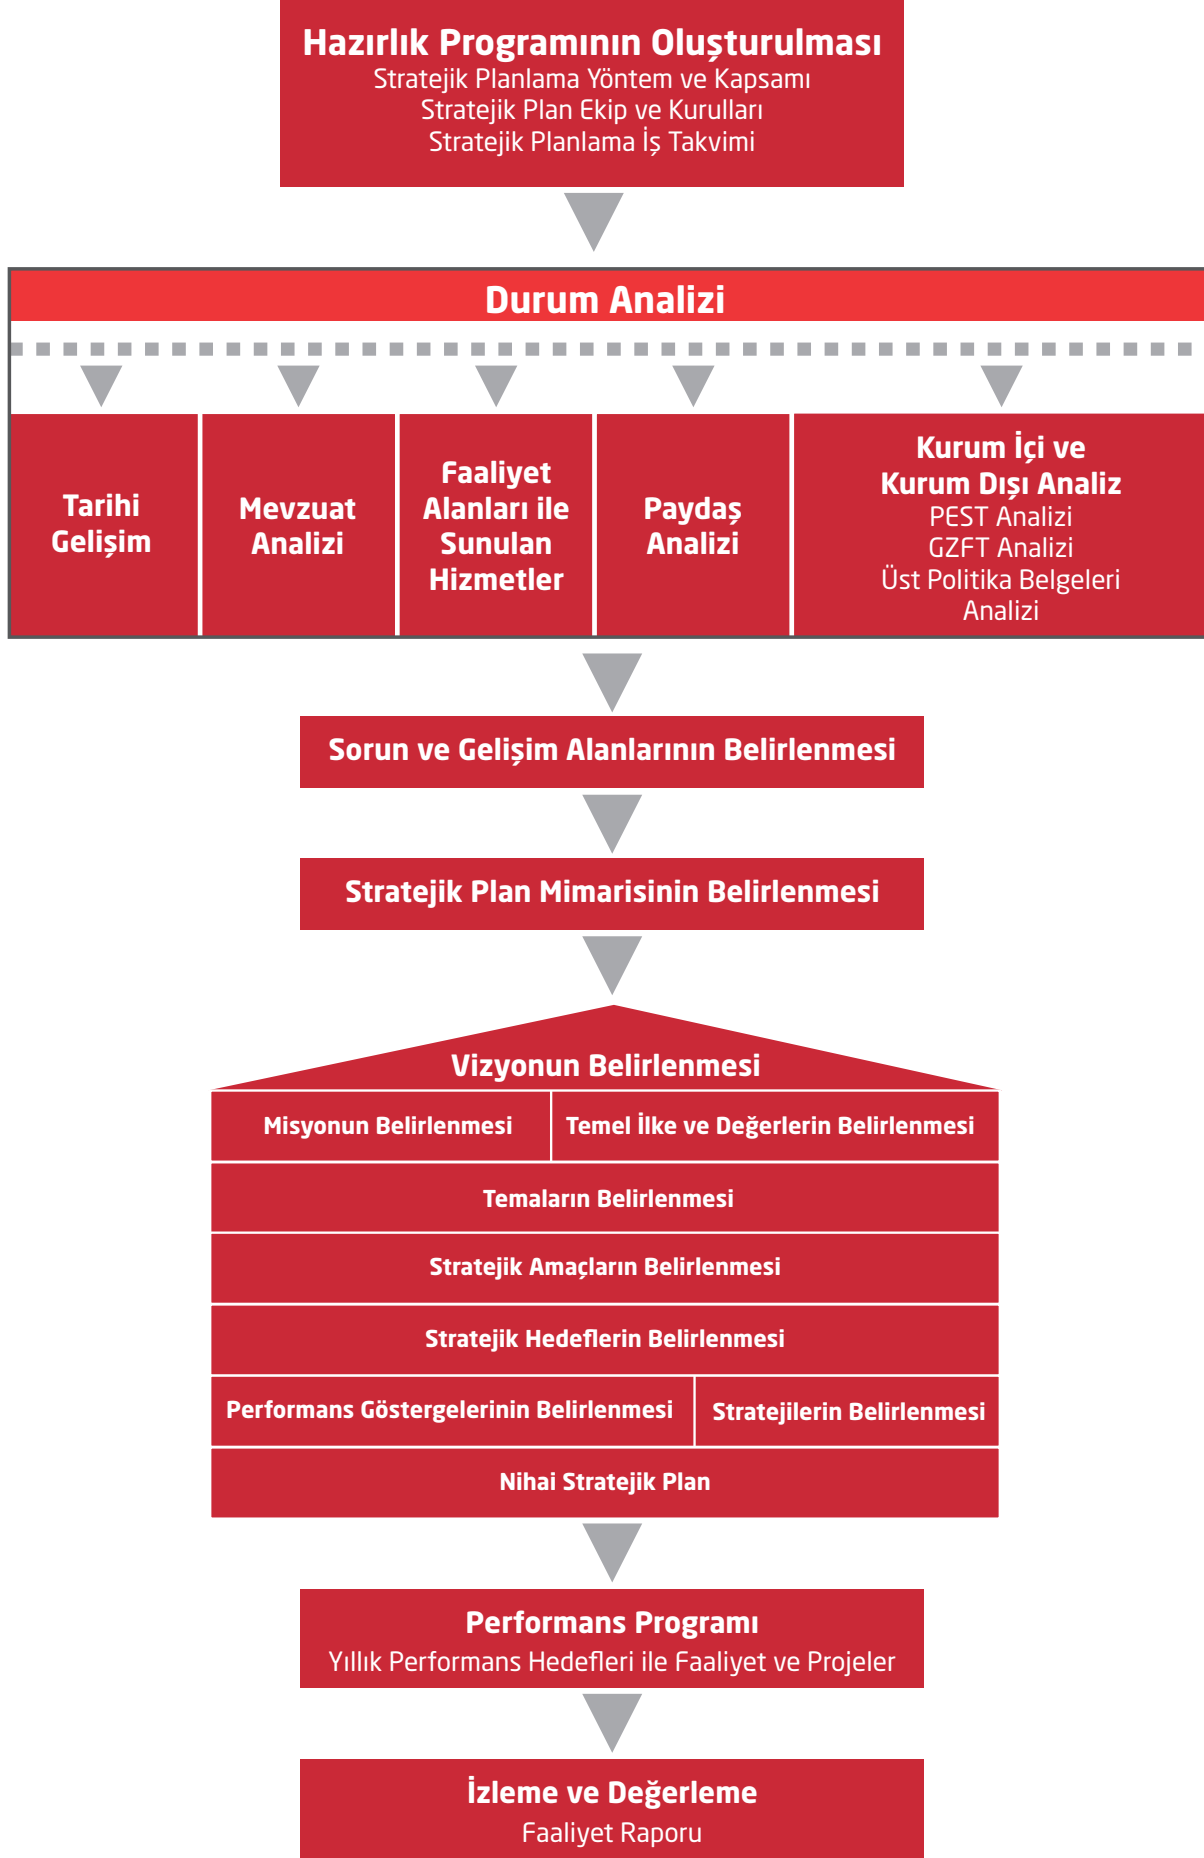 Hazırlık Programının Oluşturulması
Stratejik Planlama Yöntem ve Kapsamı
Stratejik Plan Ekip ve Kurulları
Stratejik Planlama İş Takvimi
Durum Analizi
Tarihi
Gelişim
Mevzuat
Analizi
Faaliyet
Alanları ile
Sunulan
Hizmetler
Paydaş
Analizi
Kurum İçi ve
Kurum Dışı Analiz
PEST Analizi
GZFT Analizi
Üst Politika Belgeleri
Analizi
Sorun ve Gelişim Alanlarının Belirlenmesi
Stratejik Plan Mimarisinin Belirlenmesi
Vizyonun Belirlenmesi
Misyonun Belirlenmesi
Temel İlke ve Değerlerin Belirlenmesi
Temaların Belirlenmesi
Stratejik Amaçların Belirlenmesi
Stratejik Hedeflerin Belirlenmesi
Performans Göstergelerinin Belirlenmesi
Stratejilerin Belirlenmesi
Nihai Stratejik Plan
Performans Programı
Yıllık Performans Hedefleri ile Faaliyet ve Projeler
İzleme ve Değerleme
Faaliyet Raporu